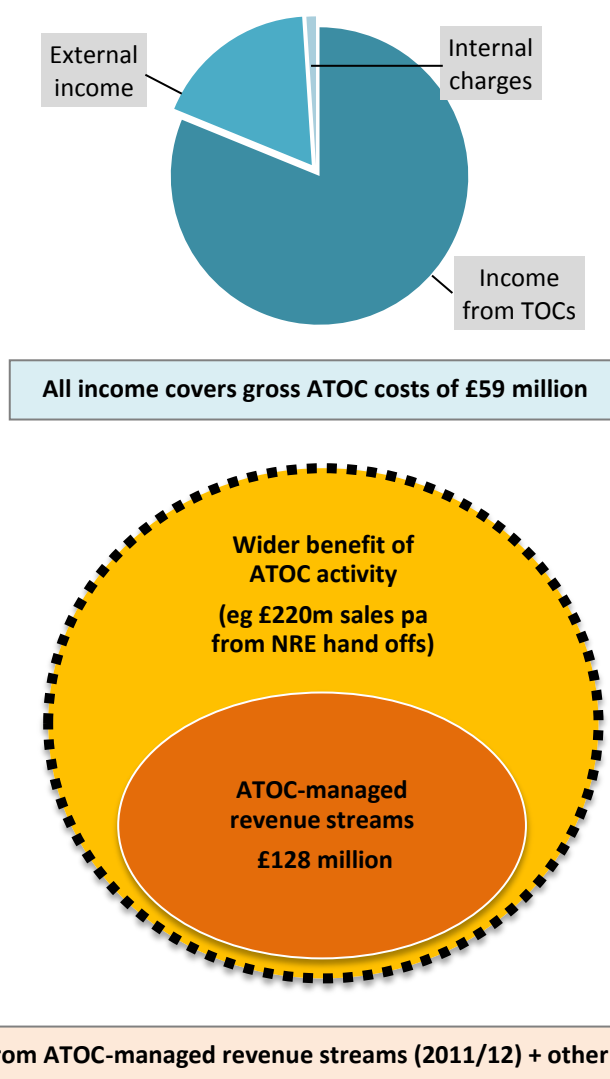 External
income
Internal
charges
Income
from TOCs
All income covers gross ATOC costs of £59 million
Wider benefit of
ATOC activity
(eg £220m sales pa
from NRE hand offs)
ATOC-managed
revenue streams
£128 million
rom ATOC-managed revenue streams (2011/12) + other